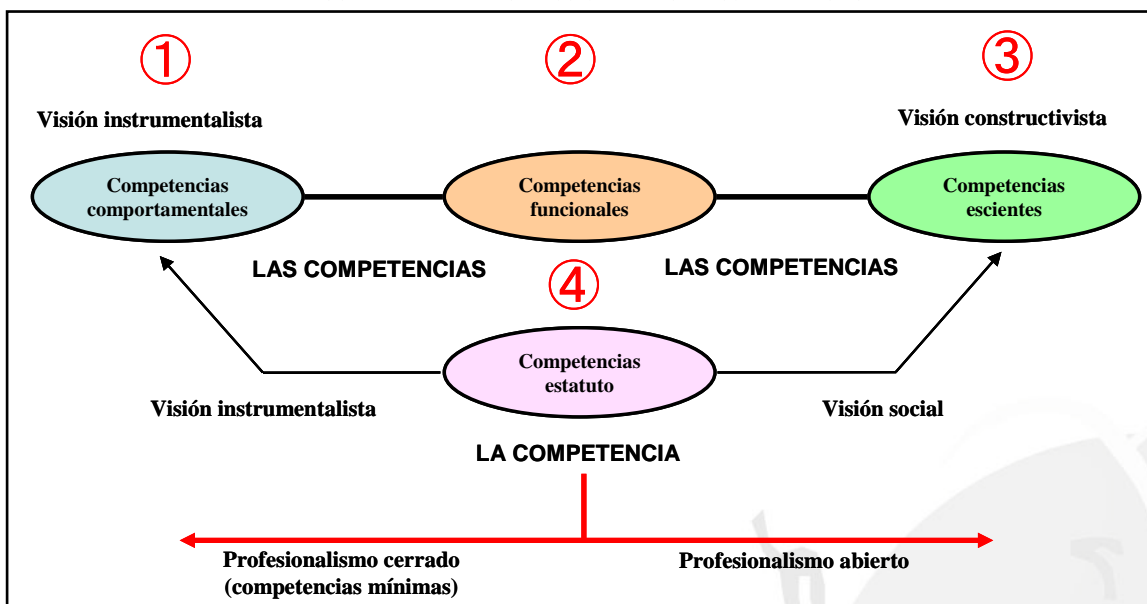 ① ② ③
Visión instrumentalista
Visión constructivista
Competencias
comportamentales
Competencias
funcionales
Competencias
escientes
LAS COMPETENCIAS
LAS COMPETENCIAS
④
Competencias
estatuto
Visión instrumentalista
Visión social
LA COMPETENCIA
Profesionalismo cerrado
(competencias mínimas)
Profesionalismo abierto